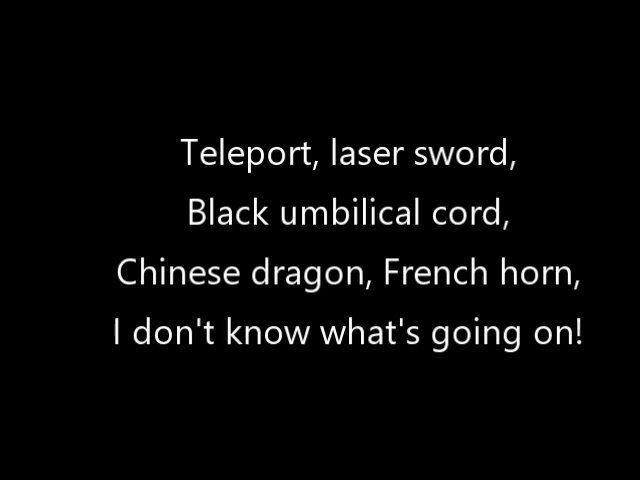 Teleport, laser sword,
Black umbilical cord,
Chinese dragon, French horn,
I don't know what's going on!